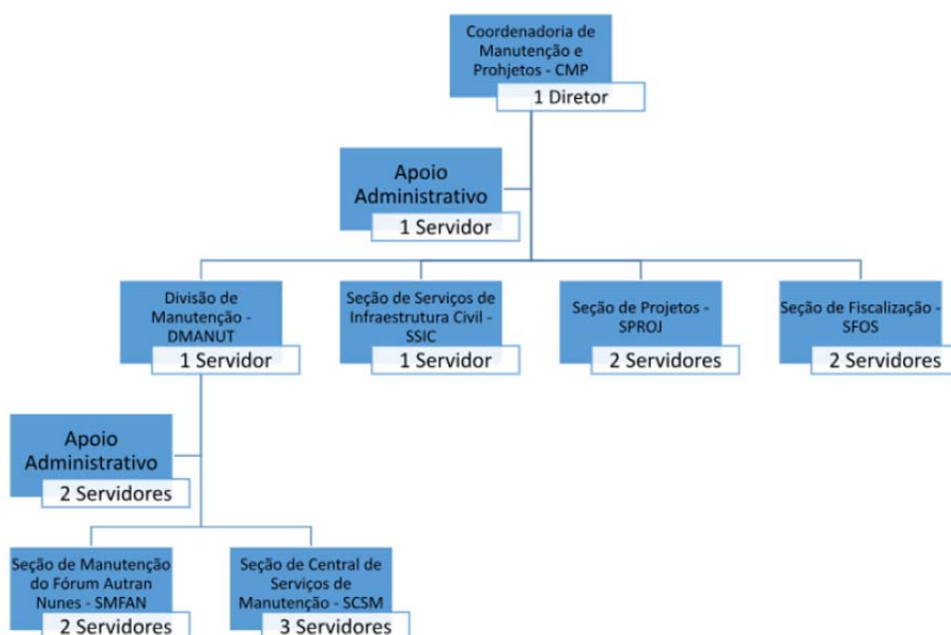 Coordenadoria de
Manutenção e
Prohjetos - CMP
1 Diretor
Apoio
Administrativo
1 Servidor
Divisão de
Manutenção -
DMANUT
1 Servidor
Seção de Serviços de
Infraestrutura Civil -
SSIC
1 Servidor
Seção de Projetos -
SPROJ
2 Servidores
Seção de Fiscalização -
SFOS
2 Servidores
Apoio
Administrativo
2 Servidores
Seção de Manutenção
do Fórum Autran
Nunes - SMFAN
2 Servidores
Seção de Central de
Serviços de
Manutenção - SCSM
3 Servidores